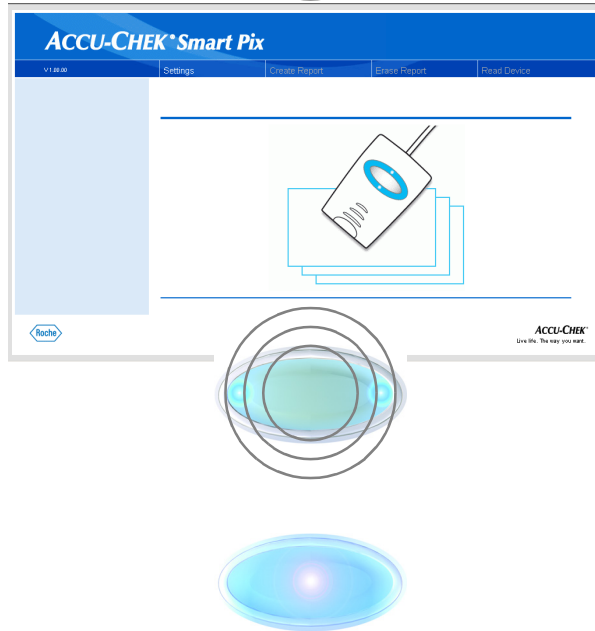 ACCU-CHEK® Smart Pix
V 1.00.00
Settings
Create Report
Erase Report
Read Device
Roche
ACCU-CHEK®
Live life. The way you want.